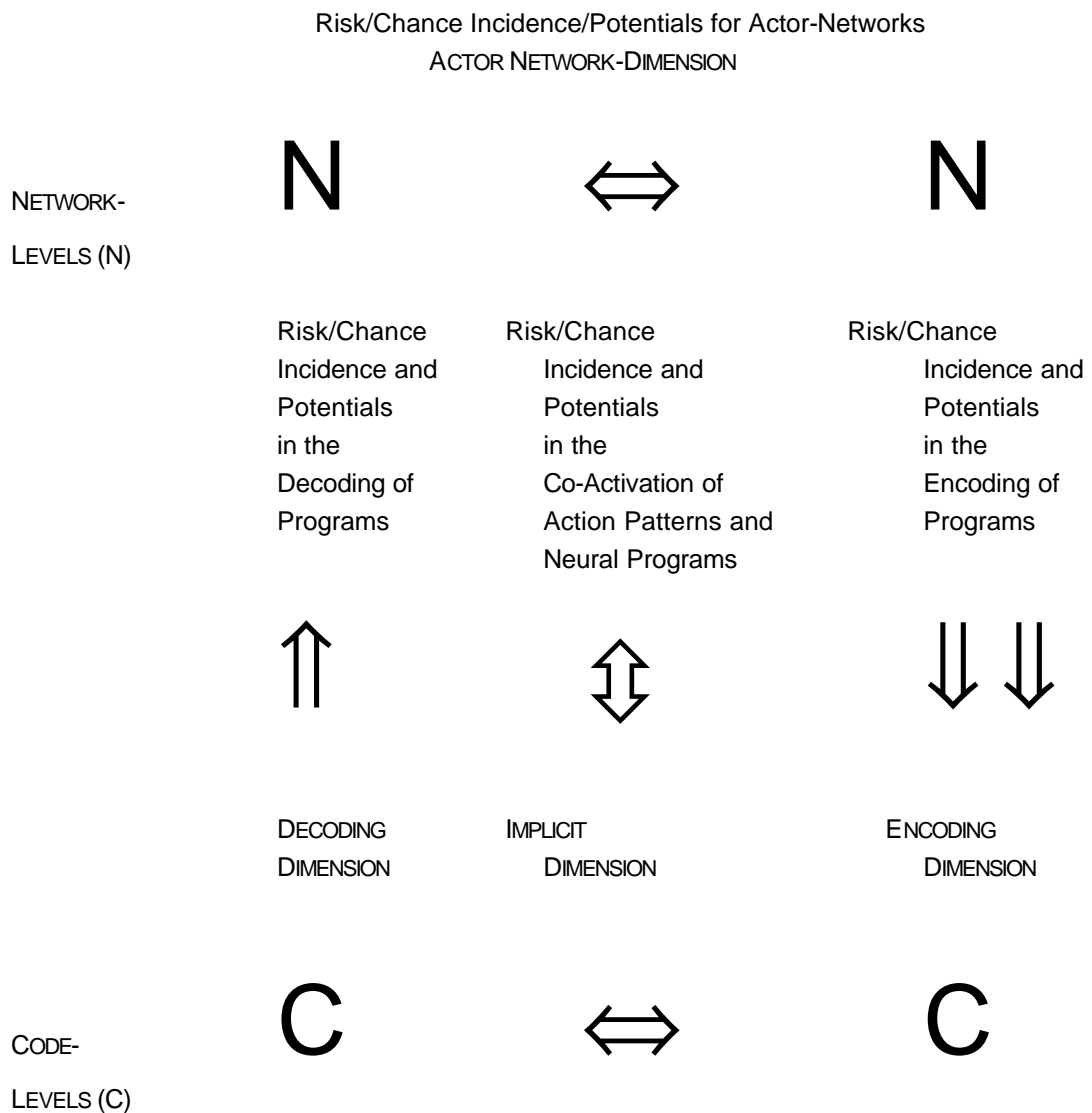 Risk/Chance Incidence/Potentials for Actor-Networks
ACTOR NETWORK-DIMENSION
N ⇔ N
NETWORK-
LEVELS (N)
Risk/Chance
Incidence and
Potentials
in the
Decoding of
Programs
Risk/Chance
Incidence and
Potentials
in the
Co-Activation of
Action Patterns and
Neural Programs
Risk/Chance
Incidence and
Potentials
in the
Encoding of
Programs
⇑ ⇕ ⇓ ⇓
DECODING
DIMENSION
IMPLICIT
DIMENSION
ENCODING
DIMENSION
C ⇔ C
CODE-
LEVELS (C)